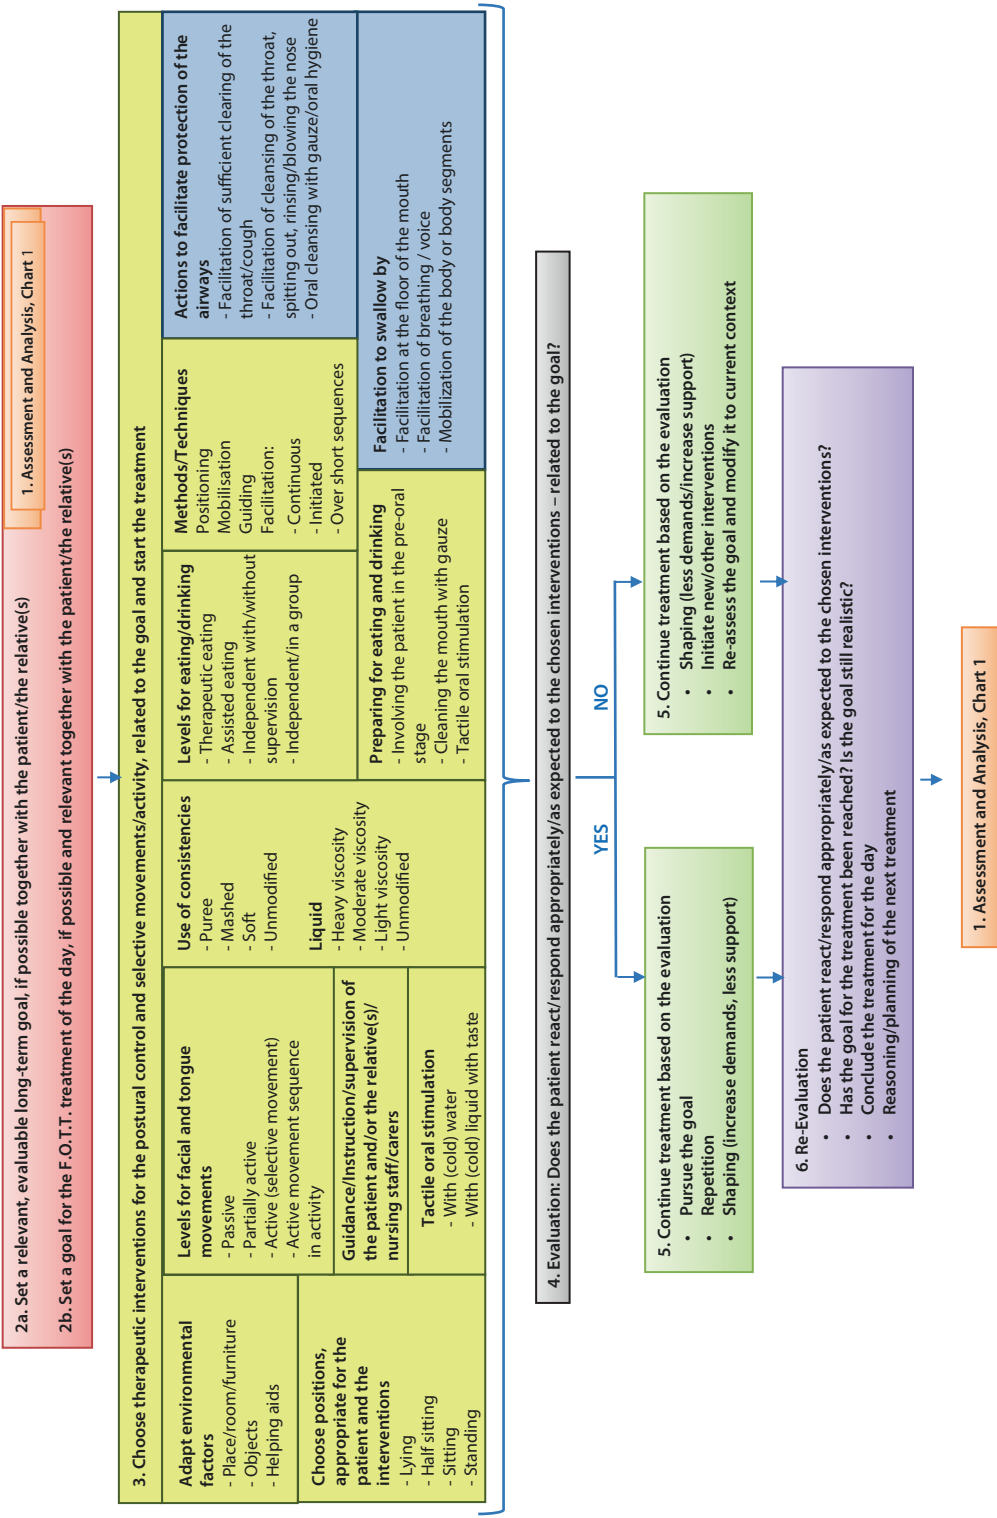 1. Assessment and Analysis, Chart 1
2a. Set a relevant, evaluable long-term goal, if possible together with the patient/the relative(s)
2b. Set a goal for the F.O.T.T. treatment of the day, if possible and relevant together with the patient/the relative(s)
3. Choose therapeutic interventions for the postural control and selective movements/activity, related to the goal and start the treatment
Adapt environmental
factors
- Place/room/furniture
- Objects
- Helping aids
Choose positions,
appropriate for the
patient and the
interventions
- Lying
- Half sitting
- Sitting
- Standing
Levels for facial and tongue
movements
- Passive
- Partially active
- Active (selective movement)
- Active movement sequence
in activity
Guidance/Instruction/supervision of
the patient and/or the relative(s)/
nursing staff/carers
Tactile oral stimulation
- With (cold) water
- With (cold) liquid with taste
Use of consistencies
- Puree
- Mashed
- Soft
- Unmodified
Liquid
- Heavy viscosity
- Moderate viscosity
- Light viscosity
- Unmodified
Levels for eating/drinking
- Therapeutic eating
- Assisted eating
- Independent with/without
supervision
- Independent/in a group
Methods/Techniques
Positioning
Mobilisation
Guiding
Facilitation:
- Continuous
- Initiated
- Over short sequences
Preparing for eating and drinking
- Involving the patient in the pre-oral
stage
- Cleaning the mouth with gauze
- Tactile oral stimulation
Actions to facilitate protection of the
airways
- Facilitation of sufficient clearing of the
throat/cough
- Facilitation of cleansing of the throat,
spitting out, rinsing/blowing the nose
- Oral cleansing with gauze/oral hygiene
Facilitation to swallow by
- Facilitation at the floor of the mouth
- Facilitation of breathing / voice
- Mobilization of the body or body segments
4. Evaluation: Does the patient react/respond appropriately/as expected to the chosen interventions – related to the goal?
YES
NO
5. Continue treatment based on the evaluation
• Pursue the goal
• Repetition
• Shaping (increase demands, less support)
5. Continue treatment based on the evaluation
• Shaping (less demands/increase support)
• Initiate new/other interventions
• Re-assess the goal and modify it to current context
6. Re-Evaluation
• Does the patient react/respond appropriately/as expected to the chosen interventions?
• Has the goal for the treatment been reached? Is the goal still realistic?
• Conclude the treatment for the day
• Reasoning/planning of the next treatment
1. Assessment and Analysis, Chart 1